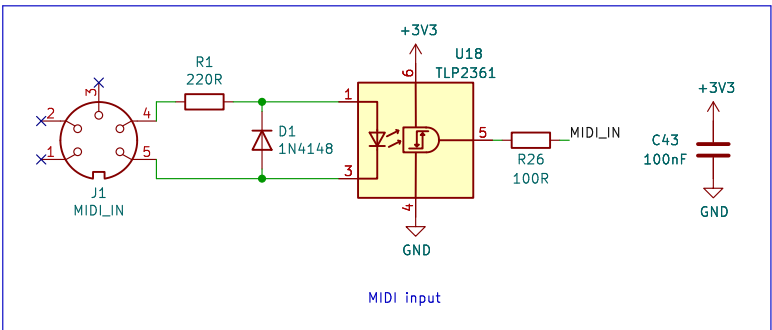 +3V3
U18
TLP2361
R1
220R
6
+3V3
3
1
2
4
D1
1N4148
5
MIDI_IN
C43
100nF
1
5
3
R26
100R
J1
MIDI_IN
4
GND
GND
MIDI input